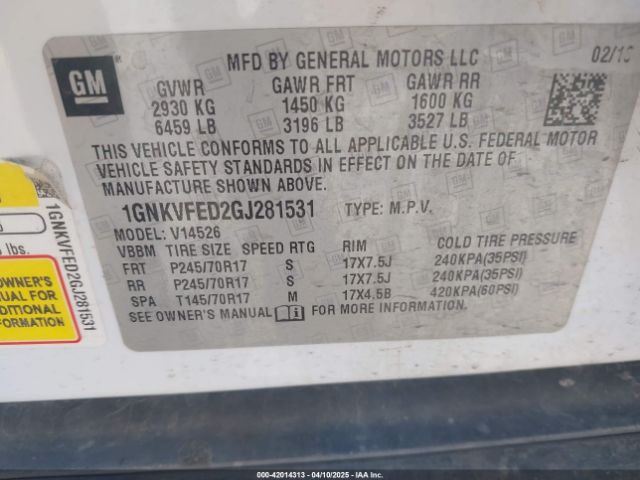 GM
MFD BY GENERAL MOTORS LLC
GVWR GAWR FRT GAWR RR
2930 KG 1450 KG 1600 KG
6459 LB 3196 LB 3527 LB
THIS VEHICLE CONFORMS TO ALL APPLICABLE U.S. FEDERAL MOTOR
VEHICLE SAFETY STANDARDS IN EFFECT ON THE DATE OF
MANUFACTURE SHOWN ABOVE.
1GNKVFED2GJ281531 TYPE: M.P.V.
MODEL: V14526
VBBM TIRE SIZE SPEED RTG RIM COLD TIRE PRESSURE
FRT P245/70R17 S 17X7.5J 240KPA(35PSI)
RR P245/70R17 S 17X7.5J 240KPA(35PSI)
SPA T145/70R17 M 17X4.5B 420KPA(60PSI)
SEE OWNER'S MANUAL FOR MORE INFORMATION.
1GNKVFED2GJ281531
lbs.
OWNER'S
FOR
INFORMATION
000-42014313 - 04/10/2025 - IAA Inc.